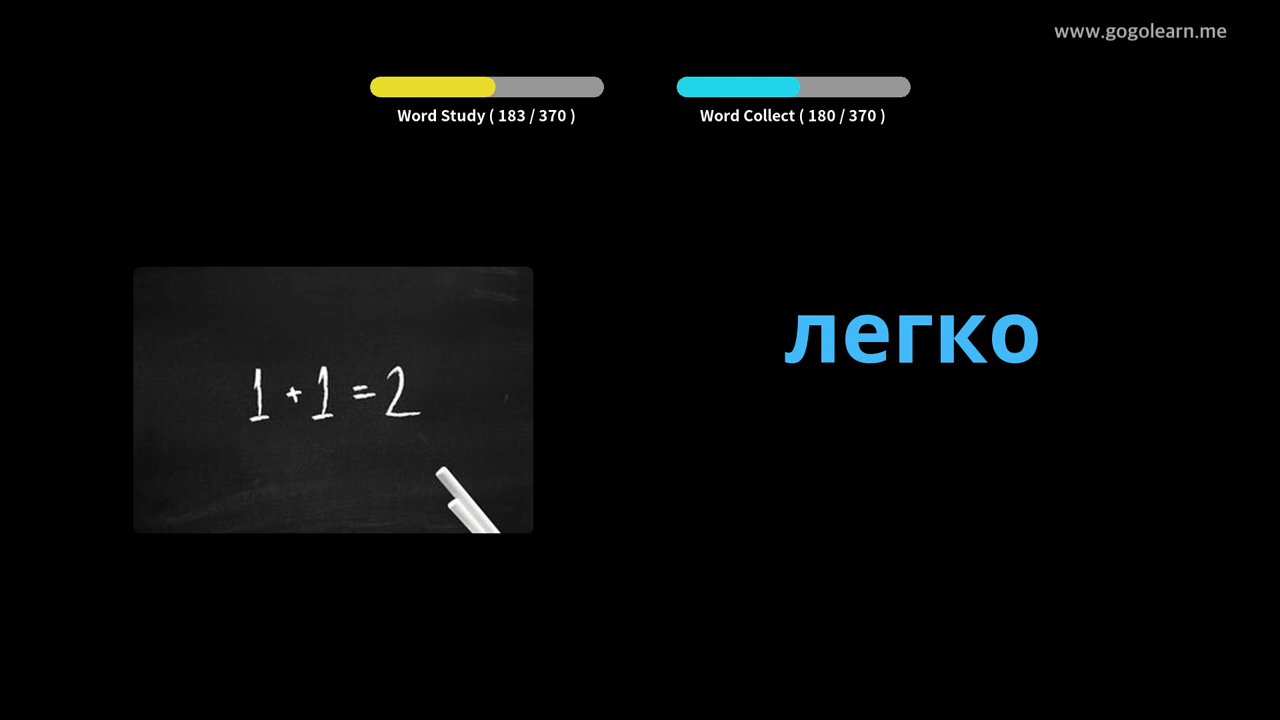 www.gogolearn.me
Word Study ( 183 / 370 )
Word Collect ( 180 / 370 )
легко
1 + 1 = 2